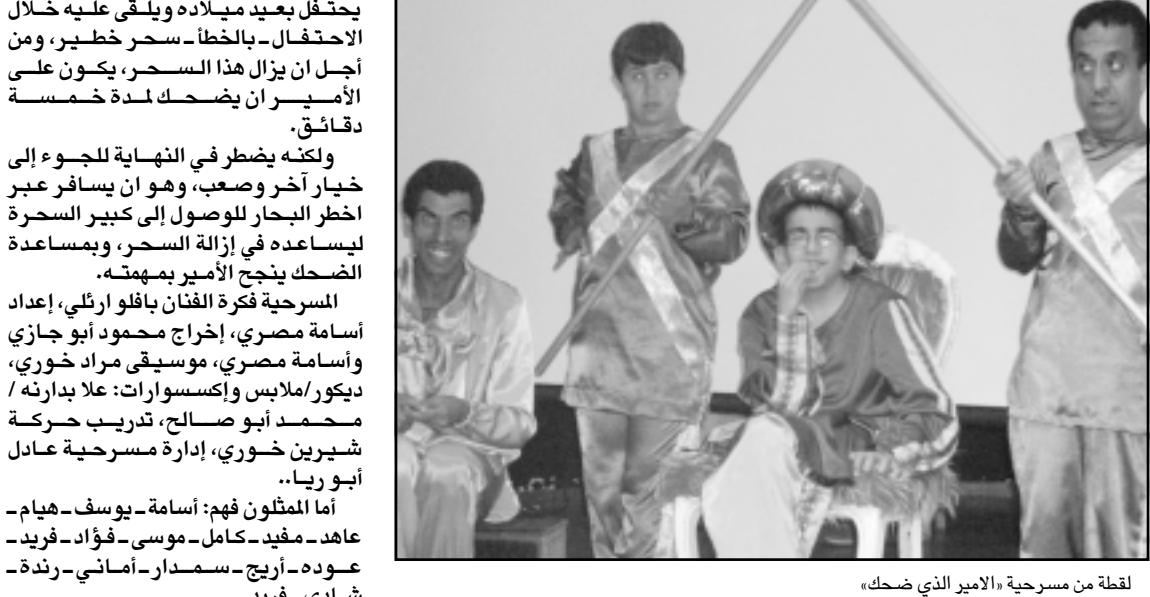 يحتفل بعيد ميلاده ويلقى عليه خلال
الاحتفال ـ بالخطأ ـ سحر خطير، ومن
أجل ان يزال هذا السحر، يكون على
الأمير ان يضحك لمدة خمسة
دقائق.
ولكنه يضطر في النهاية للجوء إلى
خيار آخر وصعب، وهو ان يسافر عبر
اخطر البحار للوصول إلى كبير السحرة
ليساعده في إزالة السحر، وبمساعدة
الضحك ينجح الأمير بمهمته.
المسرحية فكرة الفنان بافلو ارئلي، إعداد
أسامة مصري، إخراج محمود أبو جازي
وأسامة مصري، موسيقى مراد خوري،
ديكور/ملابس وإكسسوارات: علا بدارنه /
محمد أبو صالح، تدريب حركة
شيرين خوري، إدارة مسرحية عادل
أبو ريا..
أما الممثلون فهم: أسامة ـ يوسف ـ هيام ـ
عاهد ـ مفيد ـ كامل ـ موسى ـ فؤاد ـ فريد ـ
عوده ـ أريج ـ سمدار ـ أماني ـ رندة ـ
لقطة من مسرحية «الامير الذي ضحك»